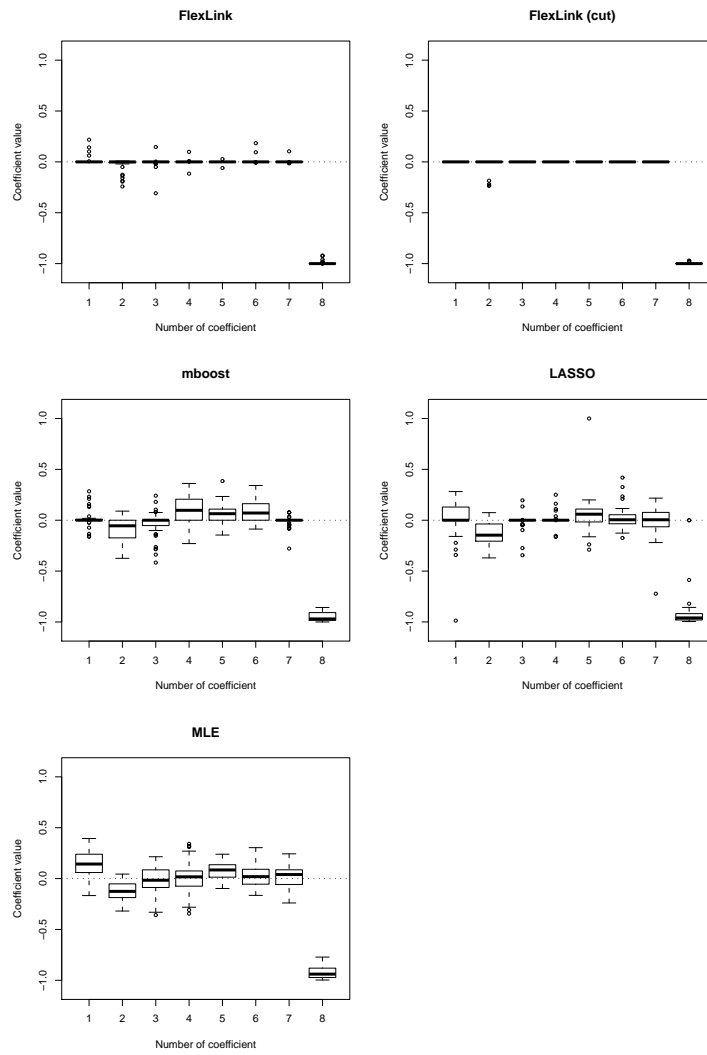 FlexLink
Coefficient value
1.0
0.5
0.0
−0.5
−1.0
1 2 3 4 5 6 7 8
Number of coefficient
FlexLink (cut)
Coefficient value
1.0
0.5
0.0
−0.5
−1.0
1 2 3 4 5 6 7 8
Number of coefficient
mboost
Coefficient value
1.0
0.5
0.0
−0.5
−1.0
1 2 3 4 5 6 7 8
Number of coefficient
LASSO
Coefficient value
1.0
0.5
0.0
−0.5
−1.0
1 2 3 4 5 6 7 8
Number of coefficient
MLE
Coefficient value
1.0
0.5
0.0
−0.5
−1.0
1 2 3 4 5 6 7 8
Number of coefficient